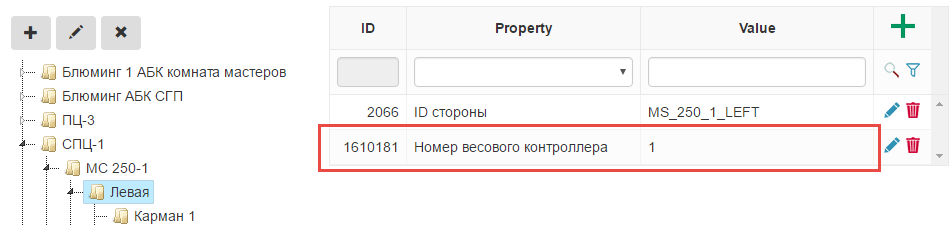 Блюминг 1 АБК комната мастеров
Блюминг АБК СГП
ПЦ-3
СПЦ-1
МС 250-1
Левая
Карман 1
ID Property Value
2066 ID стороны MS_250_1_LEFT
1610181 Номер весового контроллера 1